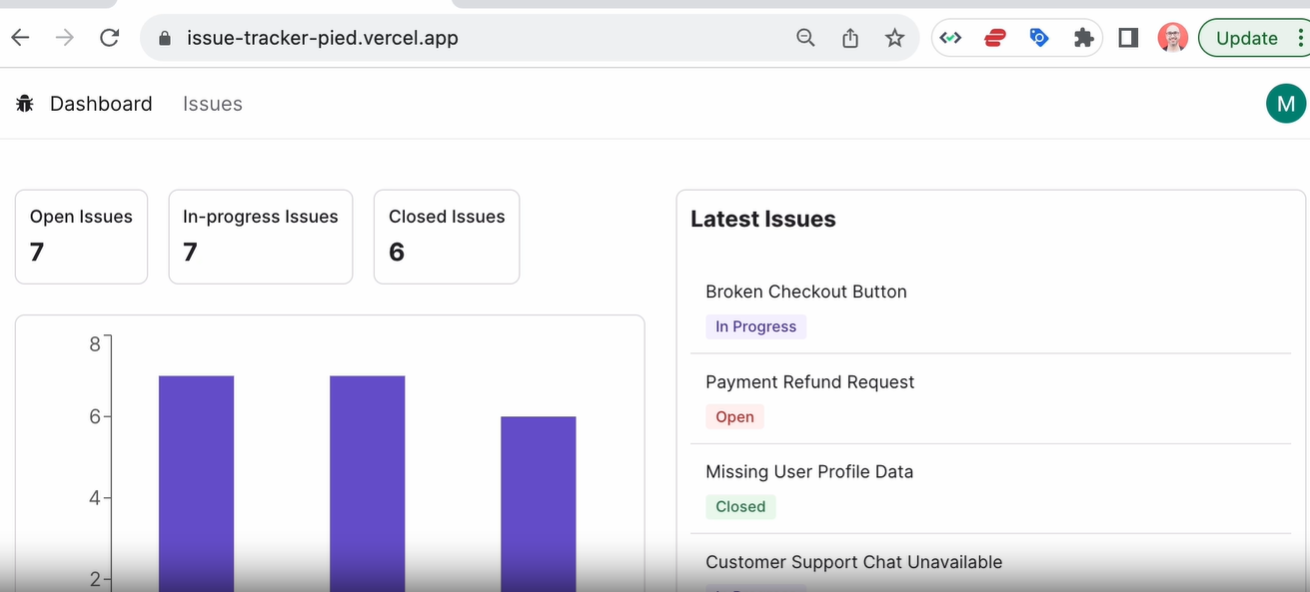 issue-tracker-pied.vercel.app
Update
Dashboard Issues
M
Open Issues
7
In-progress Issues
7
Closed Issues
6
8
6
4
2
Latest Issues
Broken Checkout Button
In Progress
Payment Refund Request
Open
Missing User Profile Data
Closed
Customer Support Chat Unavailable